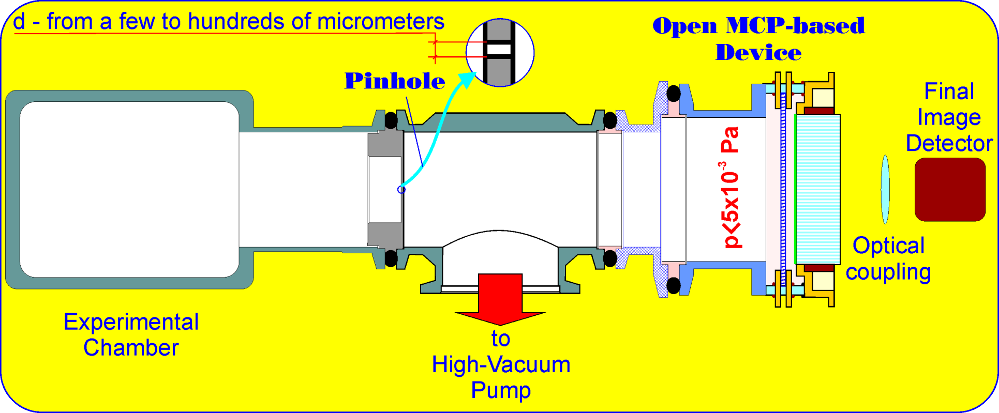 d - from a few to hundreds of micrometers
Open MCP-based
Device
Pinhole
Final
Image
Detector
p<5x10⁻³ Pa
Optical
coupling
Experimental
Chamber
to
High-Vacuum
Pump